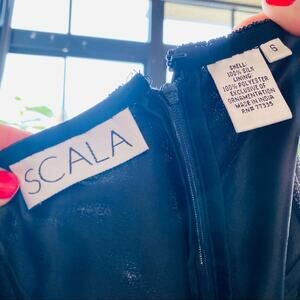 SCALA
S
SHELL:
100% SILK
LINING:
100% POLYESTER
EXCLUSIVE OF
ORNAMENTATION
MADE IN INDIA
RN# 77335